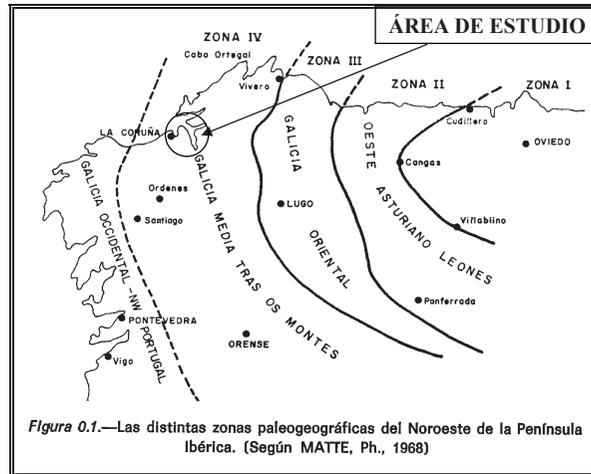 ÁREA DE ESTUDIO
ZONA IV
Cabo Ortegal
ZONA III
Vivero
ZONA II
ZONA I
Cudillero
LA CORUÑA
OVIEDO
Cangas
Ordenes
Santiago
LUGO
Villablino
GALICIA OCCIDENTAL -NW PORTUGAL
GALICIA MEDIA TRAS OS MONTES
GALICIA ORIENTAL
OESTE ASTURIANO LEONES
Ponferrada
PONTEVEDRA
ORENSE
Vigo
Figura 0.1.—Las distintas zonas paleogeográficas del Noroeste de la Península
Ibérica. (Según MATTE, Ph., 1968)